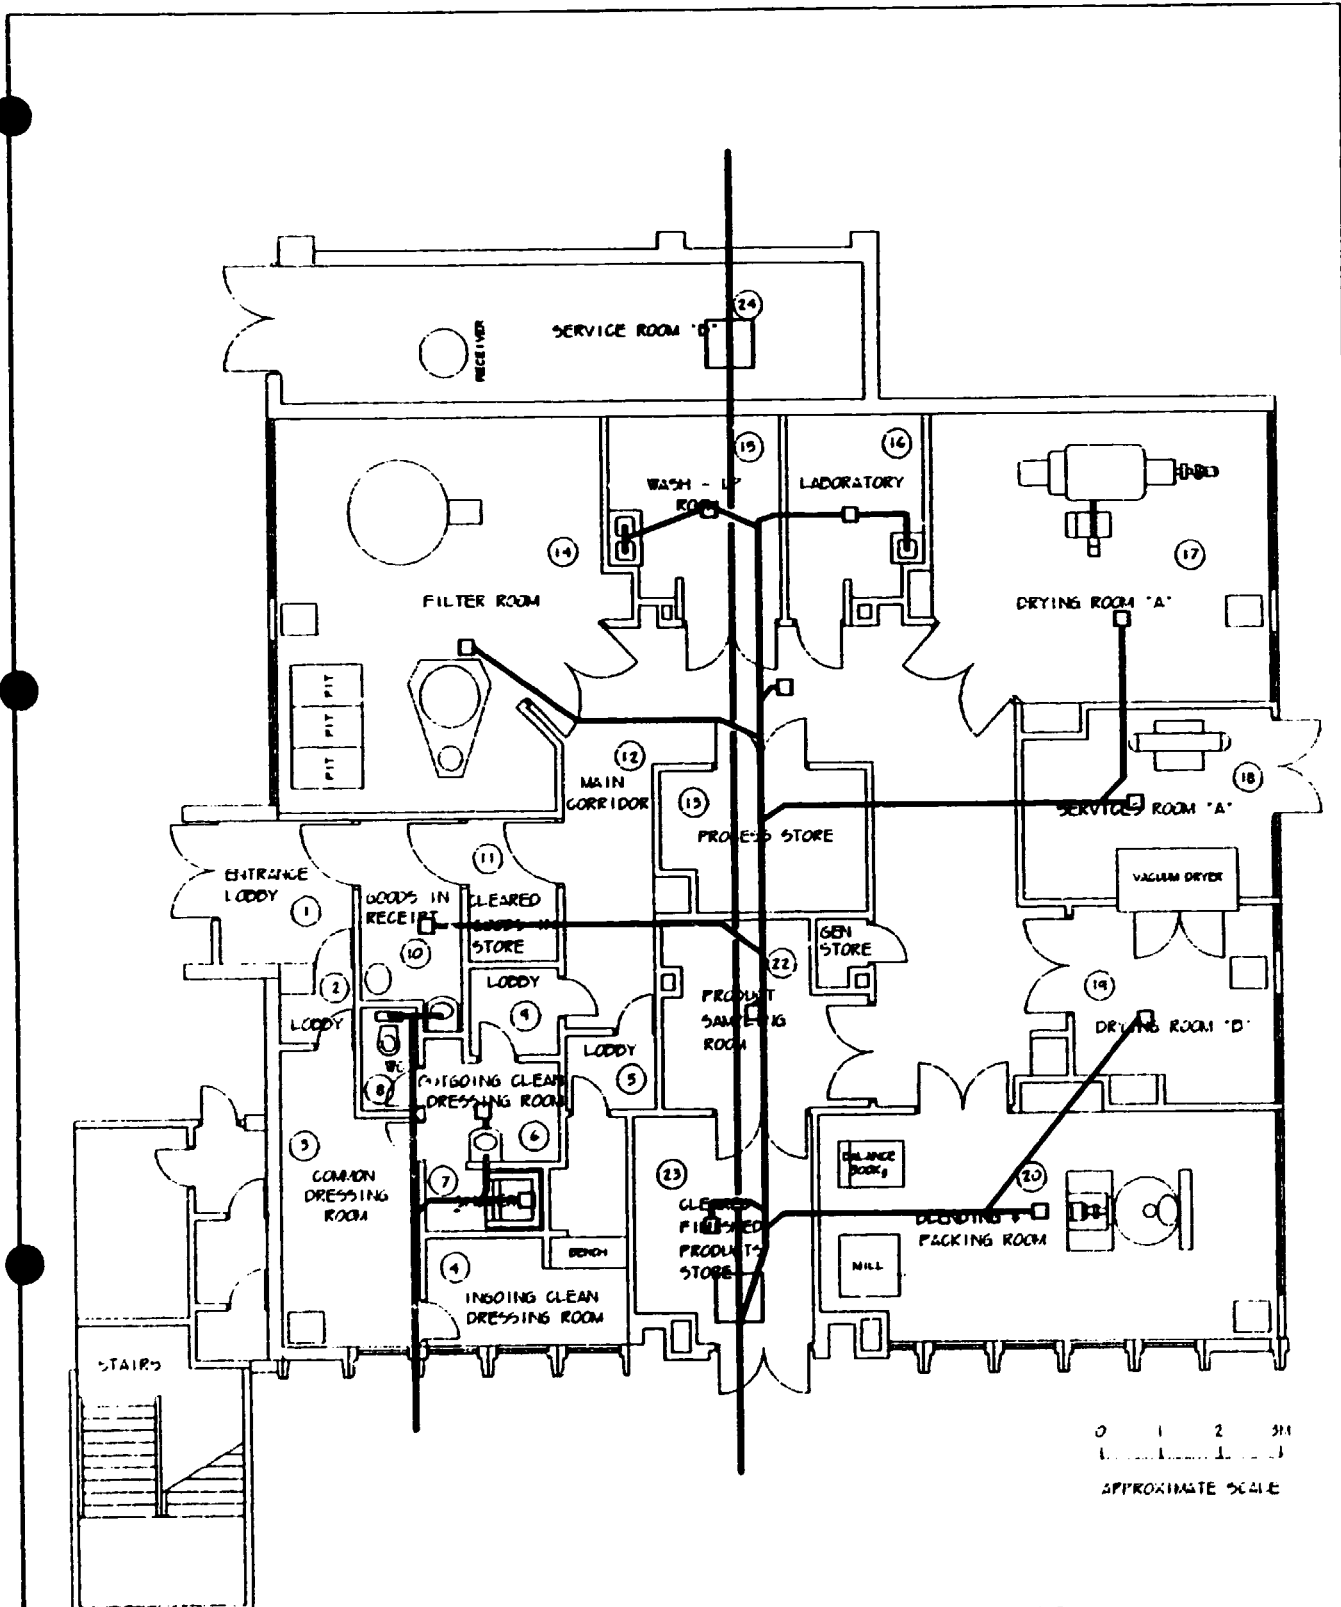 24
SERVICE ROOM "D"
RECEIVER
15
16
WASH - UP
ROOM
LABORATORY
14
17
FILTER ROOM
DRYING ROOM "A"
PIT
PIT
PIT
12
MAIN
CORRIDOR
13
PROCESS STORE
18
SERVICES ROOM "A"
VACUUM DRYER
ENTRANCE
LOBBY
1
11
GOODS IN
RECEIPT
10
CLEARED
GOODS IN
STORE
GEN
STORE
22
2
LOBBY
LOBBY
9
PRODUCT
SAMPLING
ROOM
19
DRYING ROOM "B"
LOBBY
5
WC
8
OUTGOING CLEAN
DRESSING ROOM
6
3
COMMON
DRESSING
ROOM
7
SHOWER
23
CLEARED
FINISHED
PRODUCTS
STORE
BALANCE
20
BLENDING +
PACKING ROOM
MILL
BENCH
4
INGOING CLEAN
DRESSING ROOM
STAIRS
0 1 2 3M
APPROXIMATE SCALE